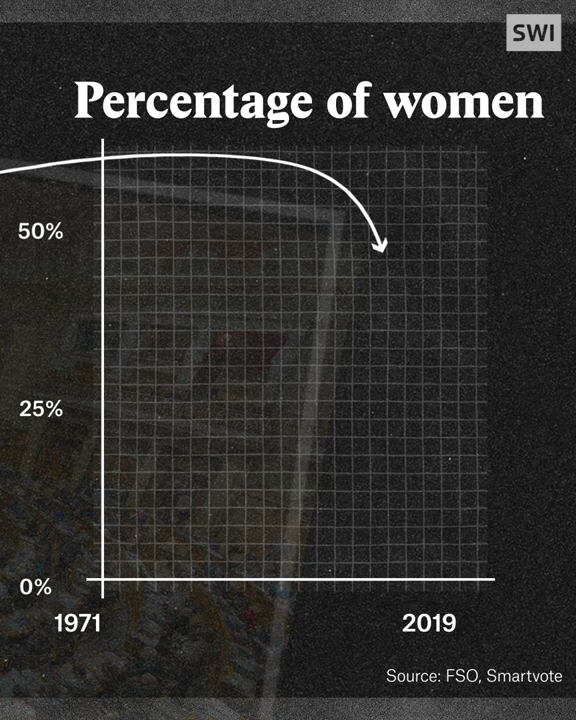 SWI
Percentage of women
50%
25%
0%
1971
2019
Source: FSO, Smartvote